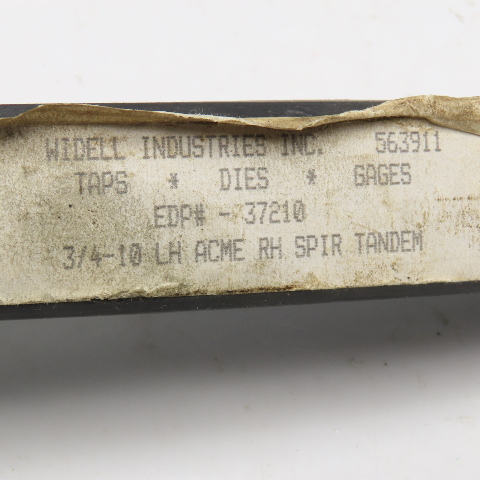 WIDELL INDUSTRIES INC. 563911
TAPS * DIES * GAGES
EDP# - 37210
3/4-10 LH ACME RH SPIR TANDEM